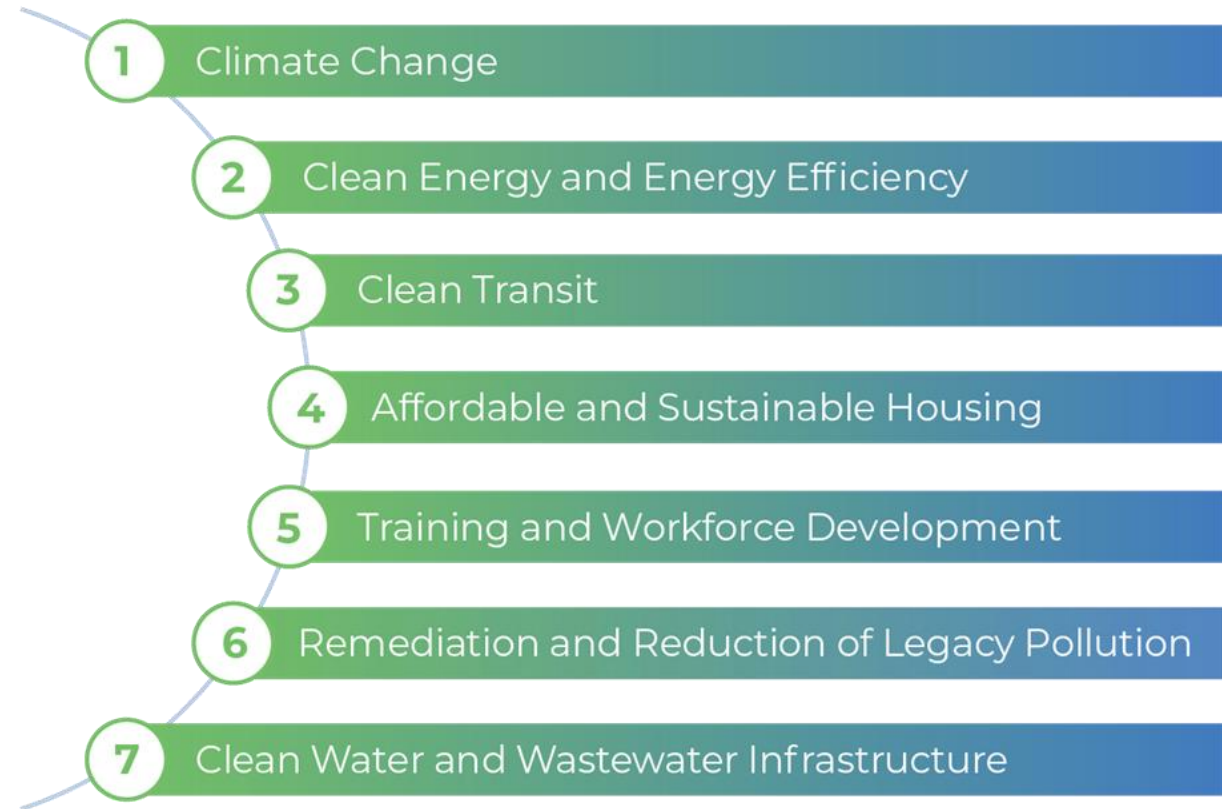 1 Climate Change
2 Clean Energy and Energy Efficiency
3 Clean Transit
4 Affordable and Sustainable Housing
5 Training and Workforce Development
6 Remediation and Reduction of Legacy Pollution
7 Clean Water and Wastewater Infrastructure